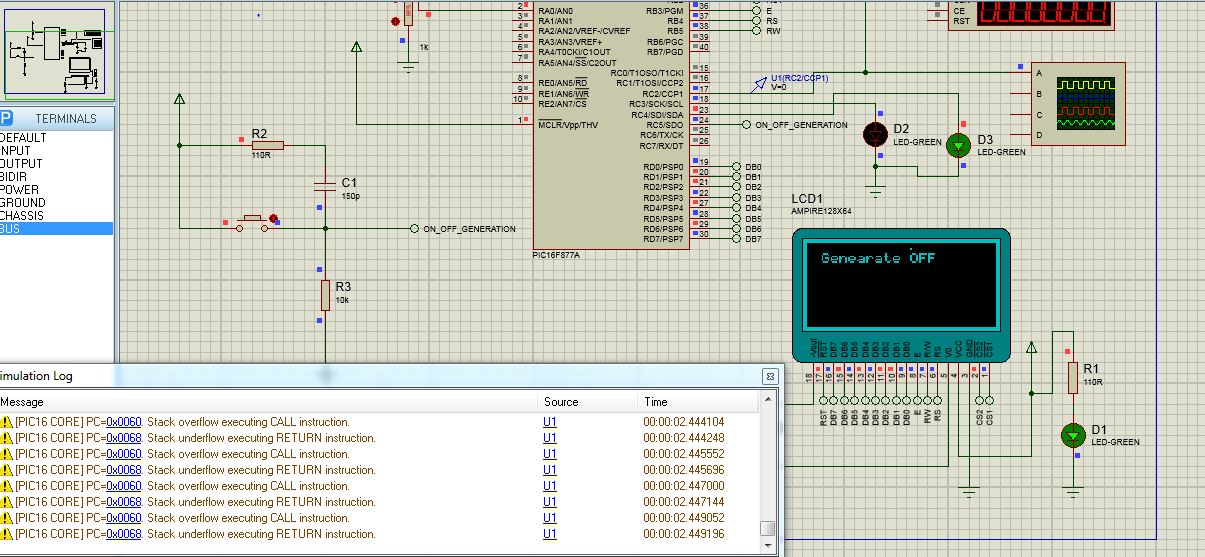 TERMINALS
DEFAULT
INPUT
OUTPUT
BIDIR
POWER
GROUND
CHASSIS
BUS
R2
110R
C1
150p
R3
10k
ON_OFF_GENERATION
1k
2
3
4
5
6
7
8
9
10
1
RA0/AN0
RA1/AN1
RA2/AN2/VREF-/CVREF
RA3/AN3/VREF+
RA4/T0CKI/C1OUT
RA5/AN4/SS/C2OUT
RE0/AN5/RD
RE1/AN6/WR
RE2/AN7/CS
MCLR/Vpp/THV
RB3/PGM
RB4
RB5
RB6/PGC
RB7/PGD
RC0/T1OSO/T1CKI
RC1/T1OSI/CCP2
RC2/CCP1
RC3/SCK/SCL
RC4/SDI/SDA
RC5/SDO
RC6/TX/CK
RC7/RX/DT
RD0/PSP0
RD1/PSP1
RD2/PSP2
RD3/PSP3
RD4/PSP4
RD5/PSP5
RD6/PSP6
RD7/PSP7
36
37
38
39
40
15
16
17
18
23
24
25
26
19
20
21
22
27
28
29
30
E
RS
RW
ON_OFF_GENERATION
DB0
DB1
DB2
DB3
DB4
DB5
DB6
DB7
PIC16F877A
U1(RC2/CCP1)
V=0
CE
RST
A
B
C
D
D2
LED-GREEN
D3
LED-GREEN
LCD1
AMPIRE128X64
Genearate OFF
-Vout
RST
DB7
DB6
DB5
DB4
DB3
DB2
DB1
DB0
E
RW
RS
V0
VCC
GND
CS2
CS1
18
17
16
15
14
13
12
11
10
9
8
7
6
5
4
3
2
1
RST
DB7
DB6
DB5
DB4
DB3
DB2
DB1
DB0
E
RW
RS
CS2
CS1
R1
110R
D1
LED-GREEN
imulation Log
Message Source Time
[PIC16 CORE] PC=0x0060. Stack overflow executing CALL instruction. U1 00:00:02.444104
[PIC16 CORE] PC=0x0068. Stack underflow executing RETURN instruction. U1 00:00:02.444248
[PIC16 CORE] PC=0x0060. Stack overflow executing CALL instruction. U1 00:00:02.445552
[PIC16 CORE] PC=0x0068. Stack underflow executing RETURN instruction. U1 00:00:02.445696
[PIC16 CORE] PC=0x0060. Stack overflow executing CALL instruction. U1 00:00:02.447000
[PIC16 CORE] PC=0x0068. Stack underflow executing RETURN instruction. U1 00:00:02.447144
[PIC16 CORE] PC=0x0060. Stack overflow executing CALL instruction. U1 00:00:02.449052
[PIC16 CORE] PC=0x0068. Stack underflow executing RETURN instruction. U1 00:00:02.449196